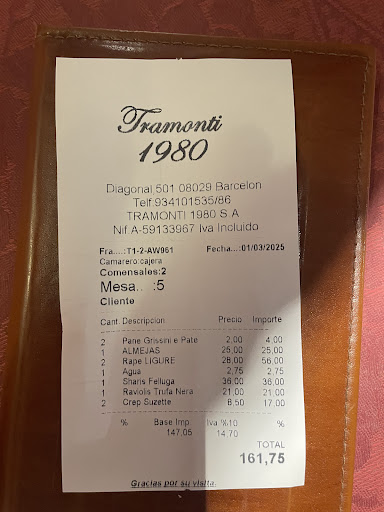 Tramonti
1980
Diagonal 501 08029 Barcelon
Telf.934101535/86
TRAMONTI 1980 S A
Nif A-59133967 Iva Incluido
Fra....:T1-2-AW961 Fecha...:01/03/2025
Camarero:cajera
Comensales:2
Mesa.. :5
Cliente
Cant. Descripcion Precio Importe
2 Pane Grissini e Pate 2,00 4,00
1 ALMEJAS 25,00 25,00
2 Rape LIGURE 28,00 56,00
1 Agua 2,75 2,75
1 Sharis Felluga 36,00 36,00
1 Raviolis Trufa Nera 21,00 21,00
2 Crep Suzette 8,50 17,00
% Base Imp Iva %10 %
147,05 14,70
TOTAL
161,75
Gracias por su visita.